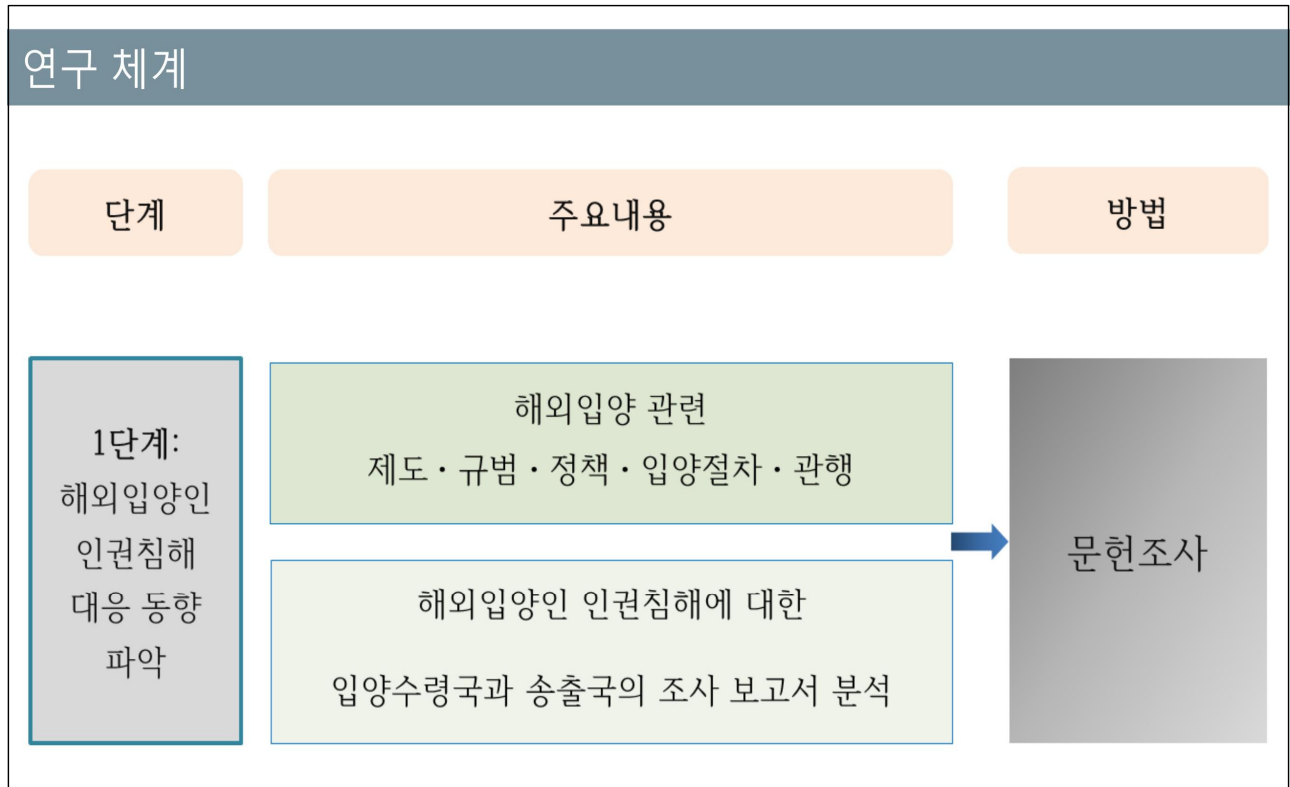 연구 체계
단계
주요내용
방법
1단계:
해외입양인
인권침해
대응 동향
파악
해외입양 관련
제도·규범·정책·입양절차·관행
해외입양인 인권침해에 대한
입양수령국과 송출국의 조사 보고서 분석
문헌조사